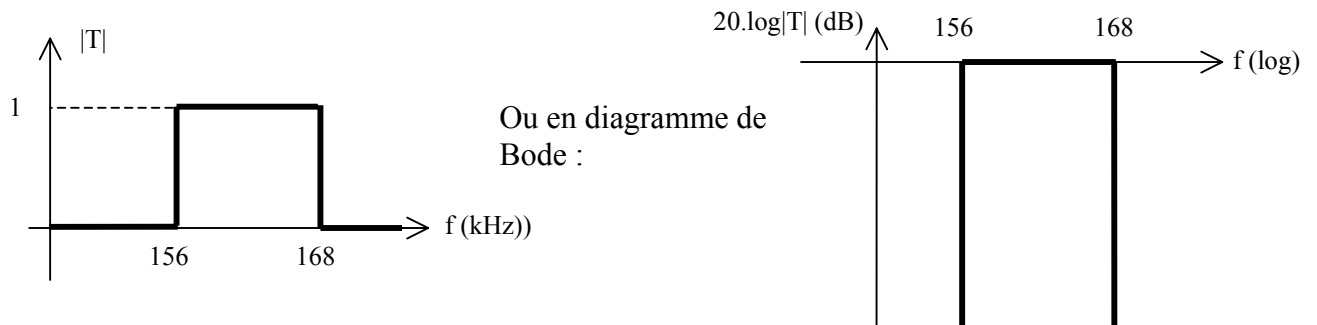 |T|
1
156
168
f (kHz))
Ou en diagramme de
Bode :
20.log|T| (dB)
156
168
f (log)